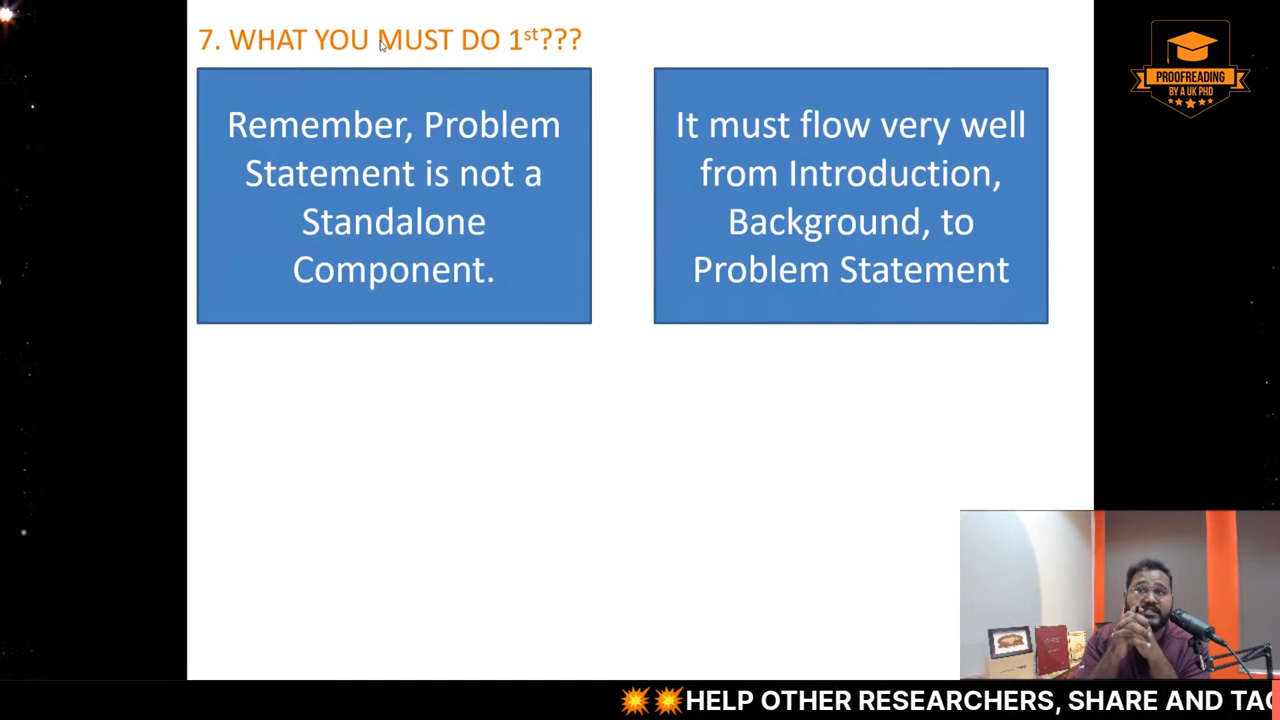 7. WHAT YOU MUST DO 1st???
Remember, Problem
Statement is not a
Standalone
Component.
It must flow very well
from Introduction,
Background, to
Problem Statement
PROOFREADING
BY A UK PHD
💥💥HELP OTHER RESEARCHERS, SHARE AND TAG